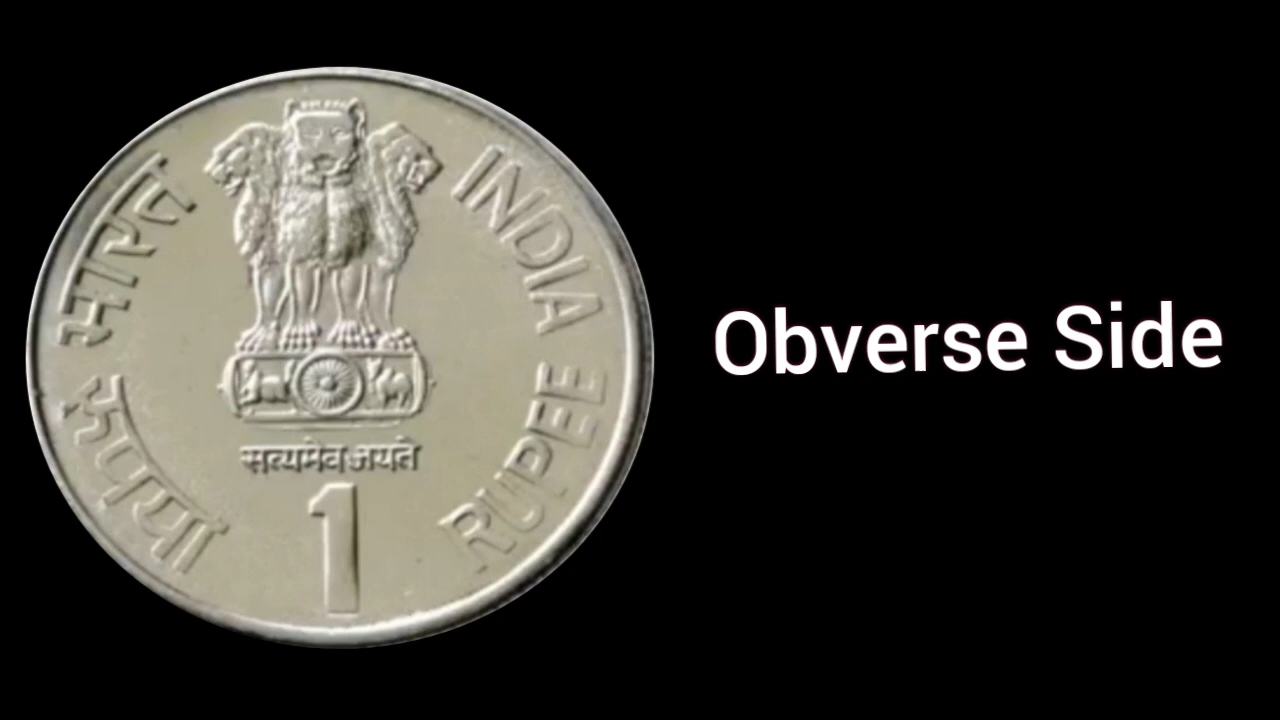 भारत
रुपया
INDIA
RUPEE
सत्यमेव जयते
1
Obverse Side